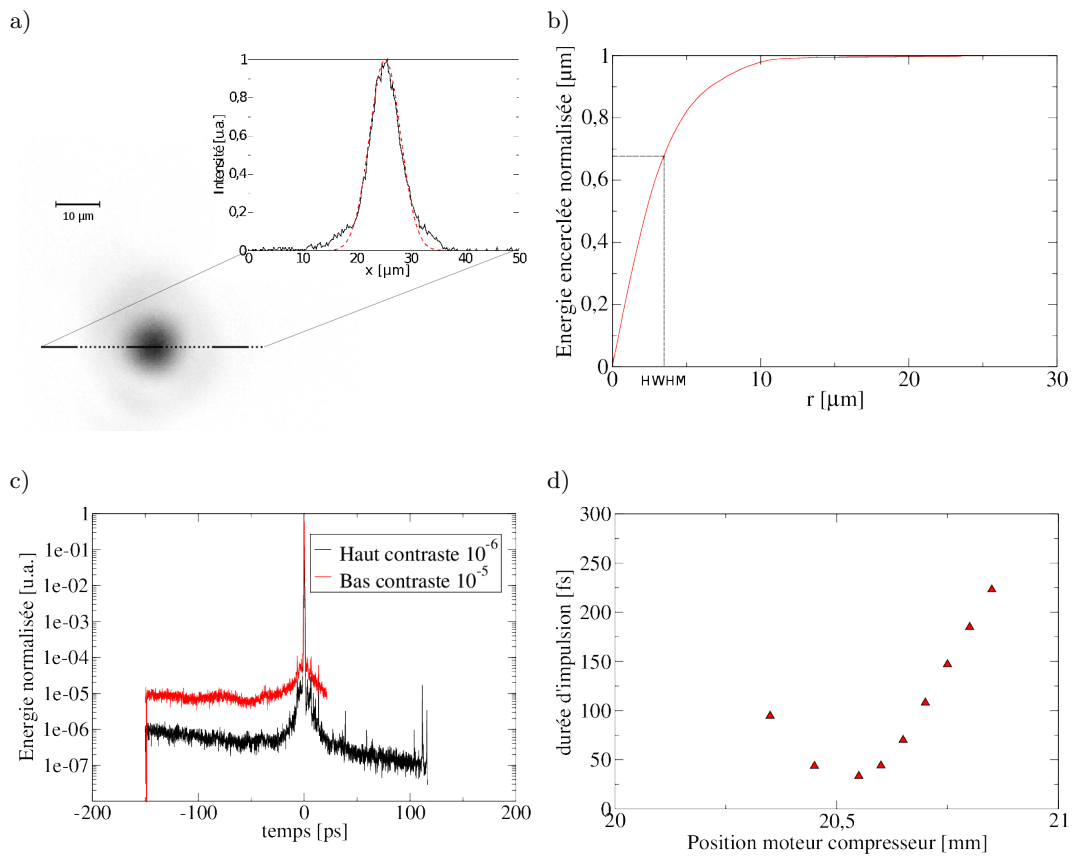 a)
b)
Intensité [u.a.]
1
0,8
0,6
0,4
0,2
0
0 10 20 30 40 50
x [µm]
10 µm
Energie encerclée normalisée [µm]
1
0,8
0,6
0,4
0,2
0
0 HWHM 10 20 30
r [µm]
c)
d)
Energie normalisée [u.a.]
1
1e-01
1e-02
1e-03
1e-04
1e-05
1e-06
1e-07
Haut contraste 10⁻⁶
Bas contraste 10⁻⁵
-200 -100 0 100 200
temps [ps]
durée d'impulsion [fs]
300
250
200
150
100
50
0
20 20,5 21
Position moteur compresseur [mm]